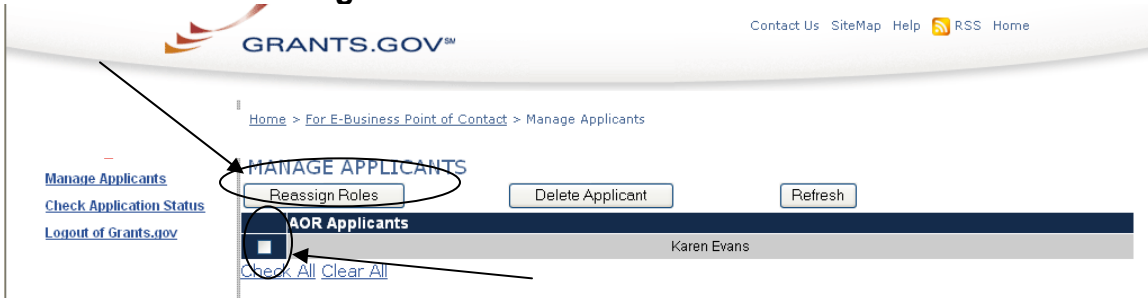 Contact Us SiteMap Help RSS Home
GRANTS.GOV℠
Home > For E-Business Point of Contact > Manage Applicants
MANAGE APPLICANTS
Manage Applicants
Reassign Roles Delete Applicant Refresh
Check Application Status
AOR Applicants
Logout of Grants.gov
Karen Evans
Check All Clear All